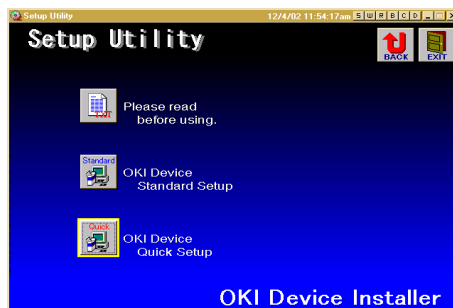 Setup Utility
12/4/02 11:54:17am S U R B C D
Setup Utility
BACK
EXIT
TXT
Please read
before using.
Standard
OKI Device
Standard Setup
Quick
OKI Device
Quick Setup
OKI Device Installer